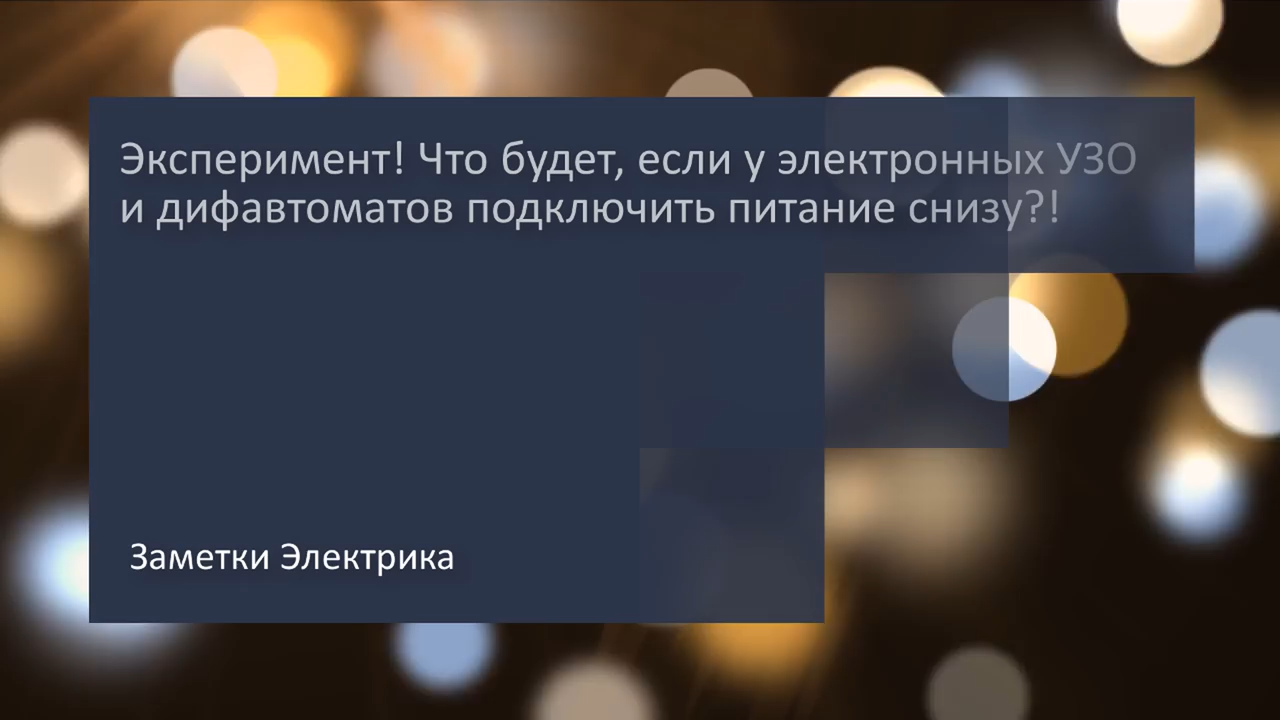 Эксперимент! Что будет, если у электронных УЗО
и дифавтоматов подключить питание снизу?!
Заметки Электрика